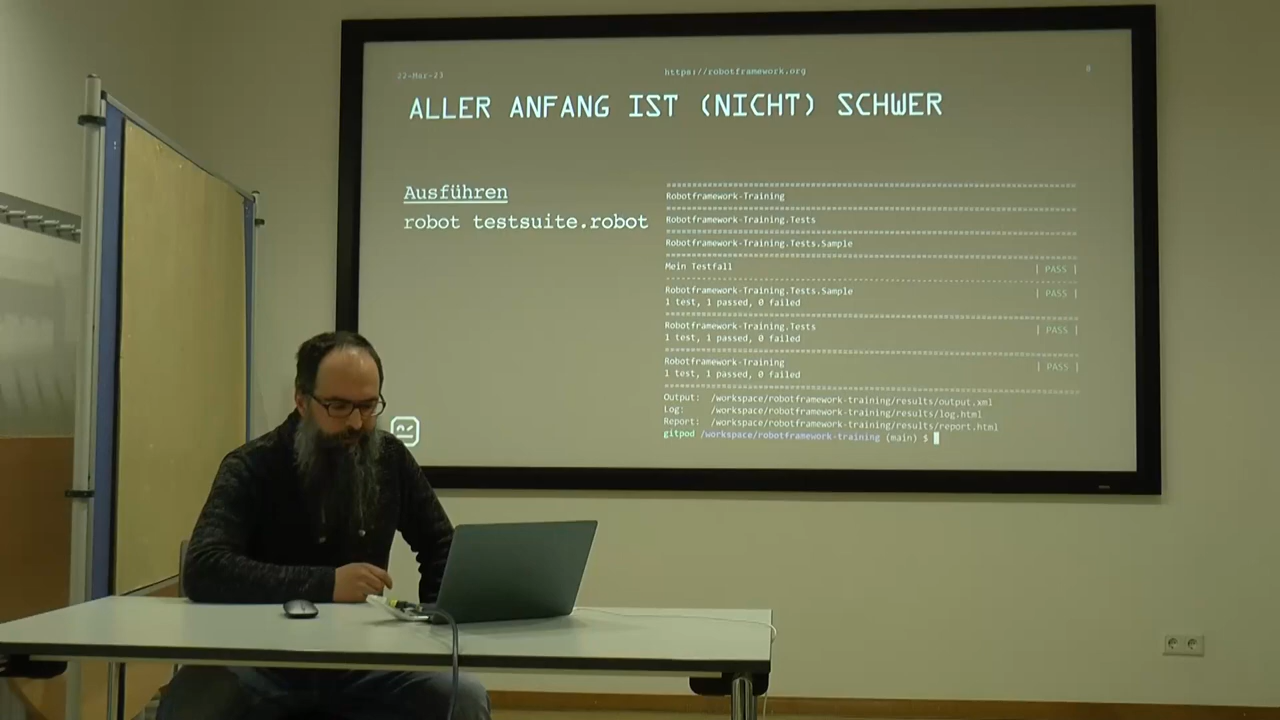 22-Mar-23
https://robotframework.org
8
ALLER ANFANG IST (NICHT) SCHWER
Ausführen
robot testsuite.robot
==============================================================================
Robotframework-Training
==============================================================================
Robotframework-Training.Tests
==============================================================================
Robotframework-Training.Tests.Sample
==============================================================================
Mein Testfall | PASS |
------------------------------------------------------------------------------
Robotframework-Training.Tests.Sample | PASS |
1 test, 1 passed, 0 failed
==============================================================================
Robotframework-Training.Tests | PASS |
1 test, 1 passed, 0 failed
==============================================================================
Robotframework-Training | PASS |
1 test, 1 passed, 0 failed
==============================================================================
Output: /workspace/robotframework-training/results/output.xml
Log: /workspace/robotframework-training/results/log.html
Report: /workspace/robotframework-training/results/report.html
gitpod /workspace/robotframework-training (main) $